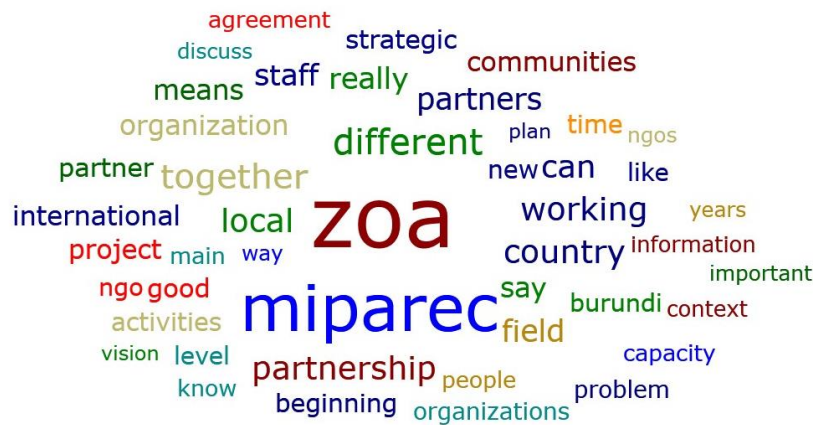 agreement
discuss strategic
staff really communities
means partners
organization different plan time ngos
partner together new can like
international local zoa working years
project main way country information
ngo good miparec say important
activities field burundi context
vision level partnership capacity
know people problem
beginning organizations